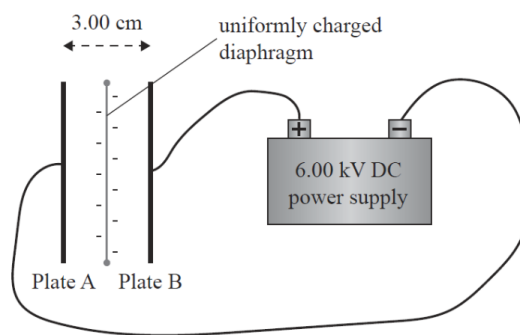 3.00 cm
uniformly charged
diaphragm
+
−
6.00 kV DC
power supply
Plate A
Plate B